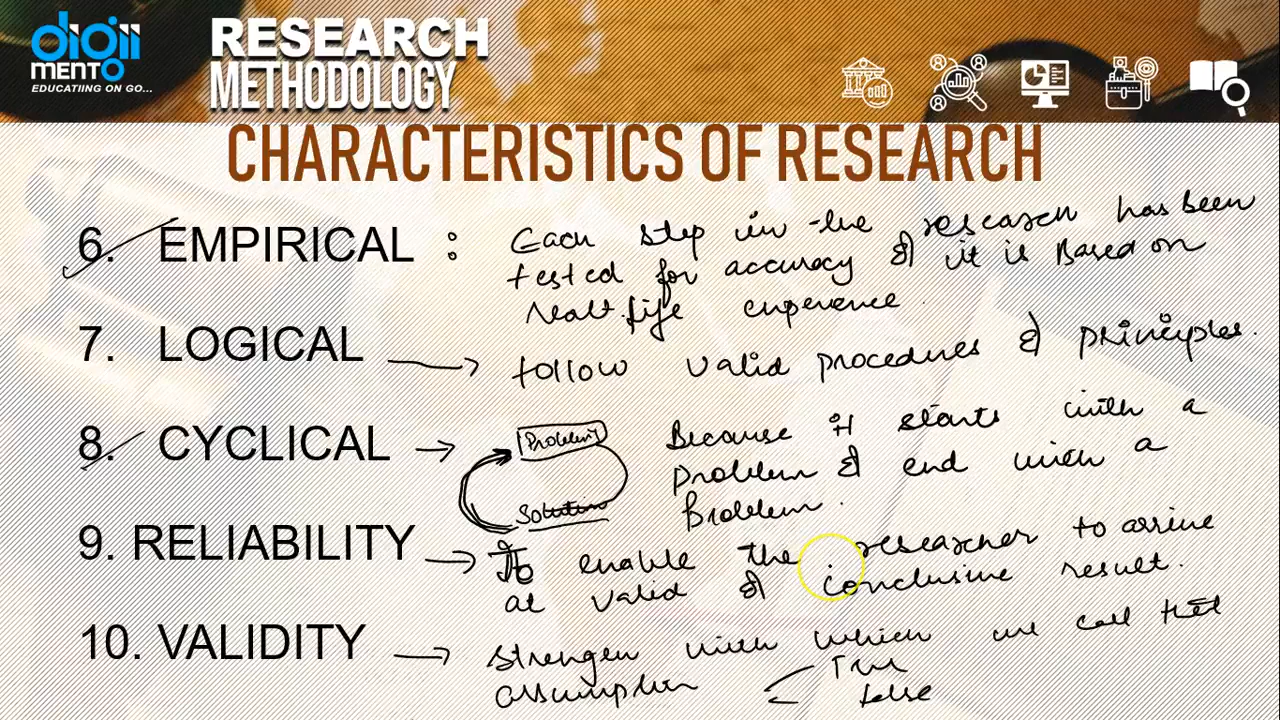 digii
MENTO
EDUCATIING ON GO...
RESEARCH
METHODOLOGY
CHARACTERISTICS OF RESEARCH
6. EMPIRICAL : Each step in the research has been
tested for accuracy & it is Based on
real life experience.
7. LOGICAL → follow valid procedures & principles.
8. CYCLICAL → Problem Because it starts with a
problem & end with a
Solution Problem.
9. RELIABILITY → To enable the researcher to arrive
at valid & conclusive result.
10. VALIDITY → Strength with which we call that
assumption True
false